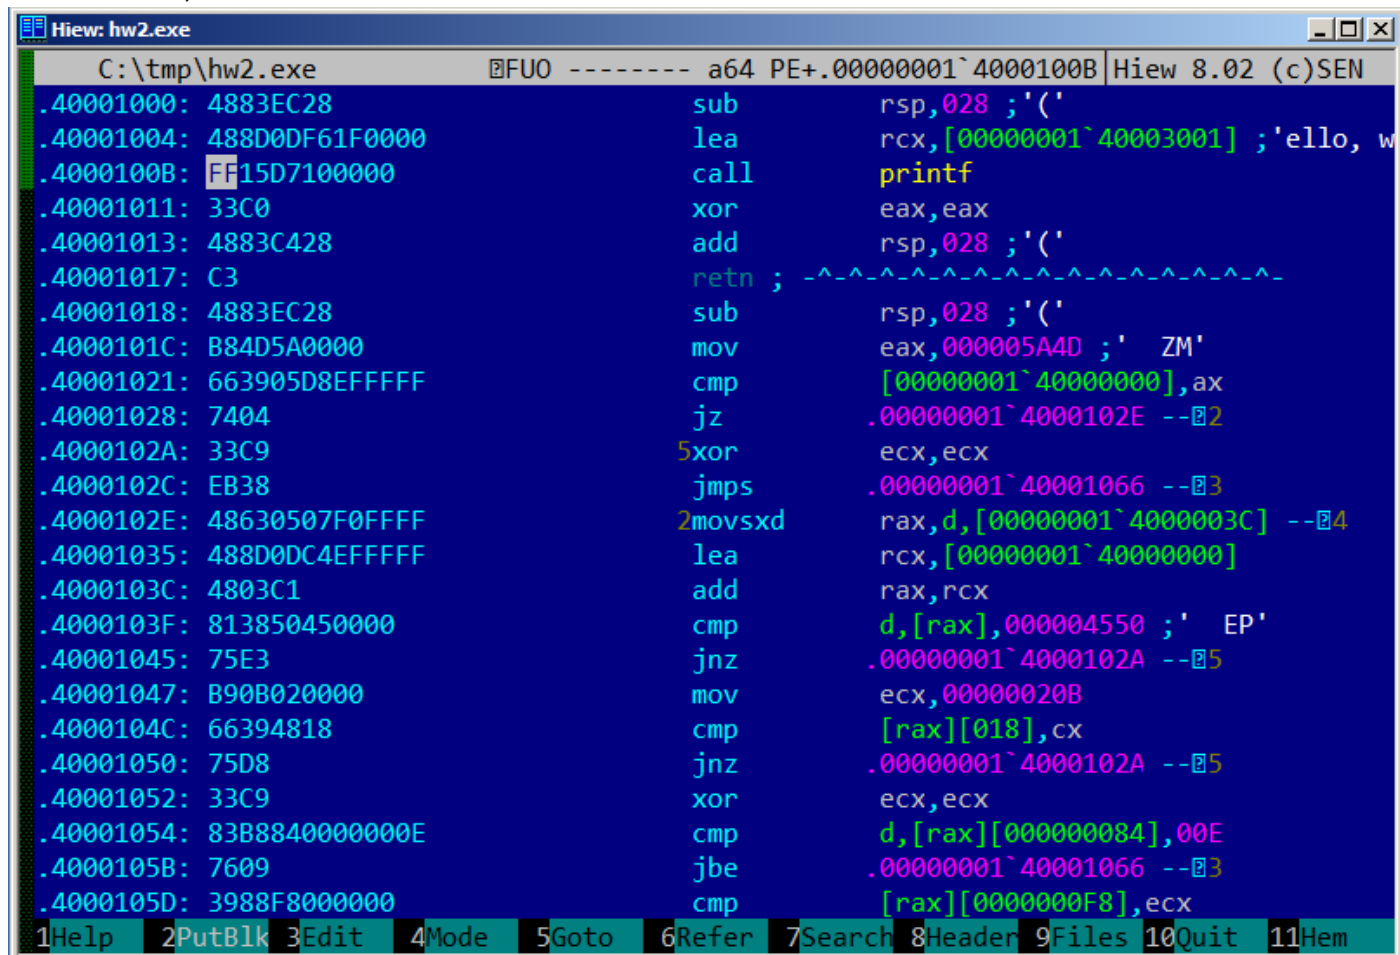 Hiew: hw2.exe
C:\tmp\hw2.exe FUO -------- a64 PE+.00000001`4000100B Hiew 8.02 (c)SEN
.40001000: 4883EC28 sub rsp,028 ;'('
.40001004: 488D0DF61F0000 lea rcx,[00000001`40003001] ;'ello, w
.4000100B: FF15D7100000 call printf
.40001011: 33C0 xor eax,eax
.40001013: 4883C428 add rsp,028 ;'('
.40001017: C3 retn ; -^-^-^-^-^-^-^-^-^-^-^-^-^-^-^-
.40001018: 4883EC28 sub rsp,028 ;'('
.4000101C: B84D5A0000 mov eax,000005A4D ;'  ZM'
.40001021: 663905D8EFFFFF cmp [00000001`40000000],ax
.40001028: 7404 jz .00000001`4000102E --2
.4000102A: 33C9 5xor ecx,ecx
.4000102C: EB38 jmps .00000001`40001066 --3
.4000102E: 48630507F0FFFF 2movsxd rax,d,[00000001`4000003C] --4
.40001035: 488D0DC4EFFFFF lea rcx,[00000001`40000000]
.4000103C: 4803C1 add rax,rcx
.4000103F: 813850450000 cmp d,[rax],000004550 ;'  EP'
.40001045: 75E3 jnz .00000001`4000102A --5
.40001047: B90B020000 mov ecx,00000020B
.4000104C: 66394818 cmp [rax][018],cx
.40001050: 75D8 jnz .00000001`4000102A --5
.40001052: 33C9 xor ecx,ecx
.40001054: 83B8840000000E cmp d,[rax][000000084],00E
.4000105B: 7609 jbe .00000001`40001066 --3
.4000105D: 3988F8000000 cmp [rax][0000000F8],ecx
1Help 2PutBlk 3Edit 4Mode 5Goto 6Refer 7Search 8Header 9Files 10Quit 11Hem